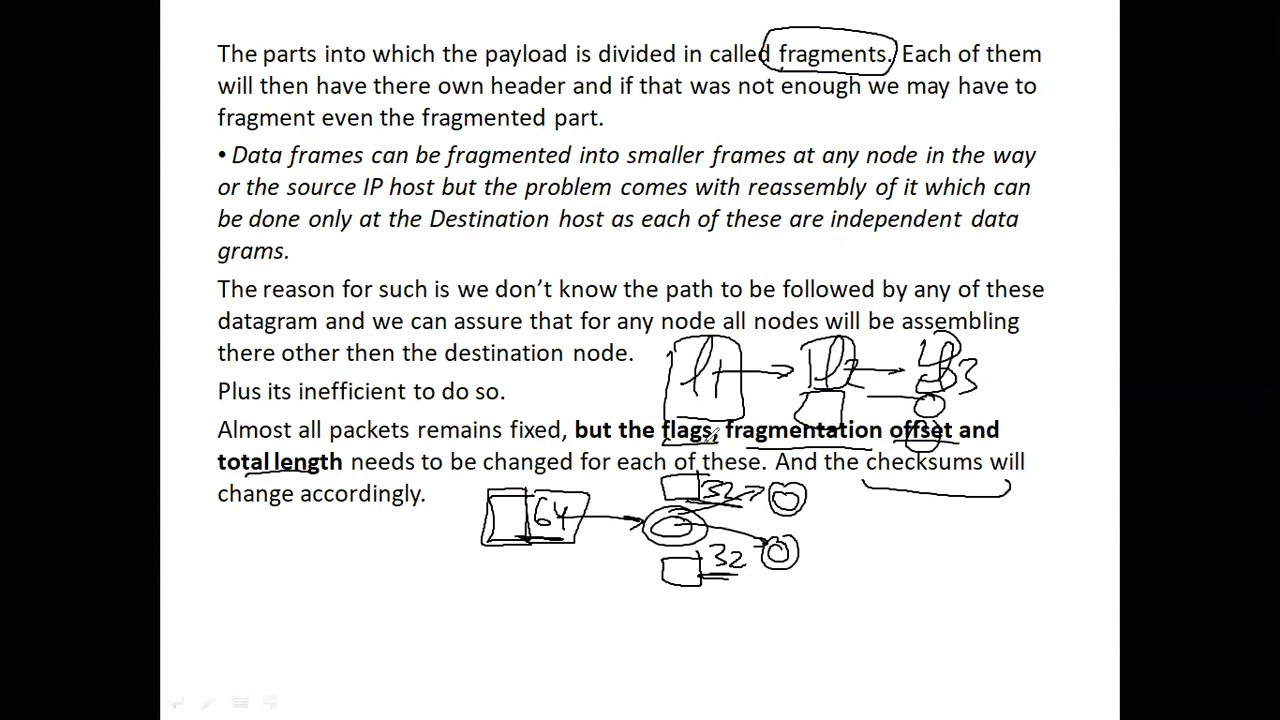 The parts into which the payload is divided in called fragments. Each of them
will then have there own header and if that was not enough we may have to
fragment even the fragmented part.
• Data frames can be fragmented into smaller frames at any node in the way
or the source IP host but the problem comes with reassembly of it which can
be done only at the Destination host as each of these are independent data
grams.
The reason for such is we don’t know the path to be followed by any of these
datagram and we can assure that for any node all nodes will be assembling
there other then the destination node.
Plus its inefficient to do so.
Almost all packets remains fixed, but the flags, fragmentation offset and
total length needs to be changed for each of these. And the checksums will
change accordingly.
64
32
32